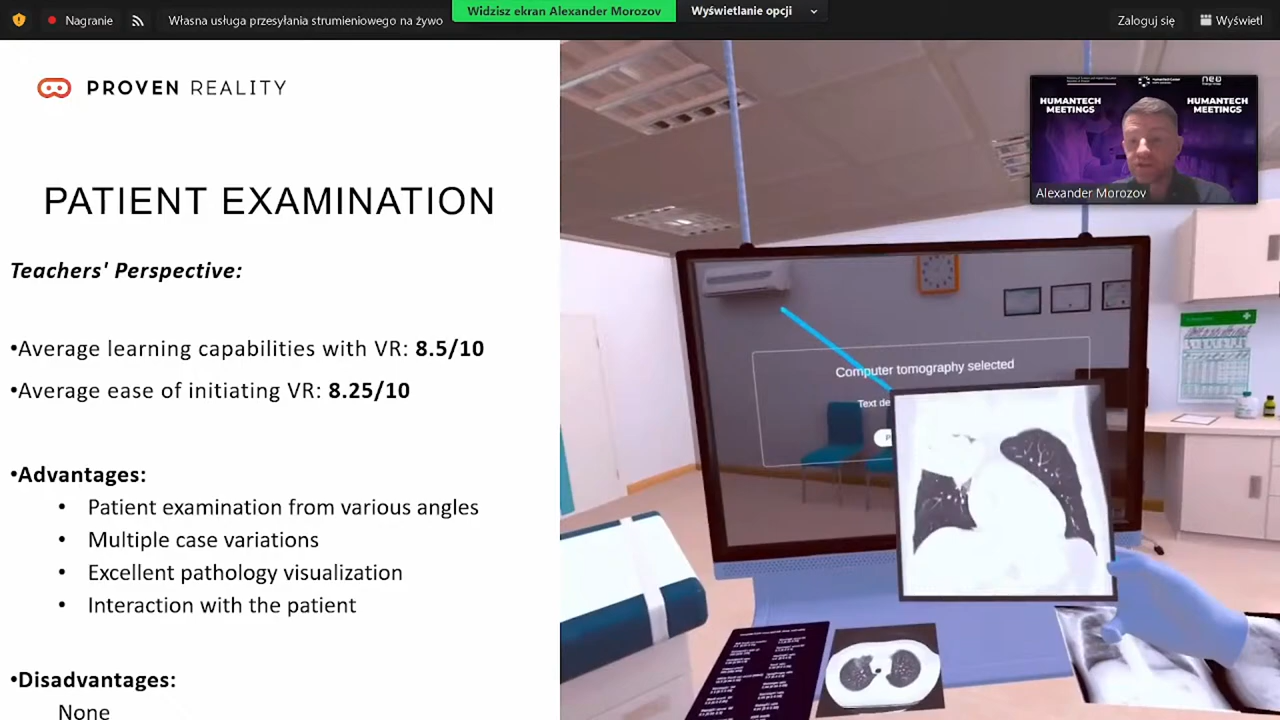 Nagranie
Własna usługa przesyłania strumieniowego na żywo
Widzisz ekran Alexander Morozov
Wyświetlanie opcji
Zaloguj się
Wyświetl
PROVEN REALITY
PATIENT EXAMINATION
Teachers' Perspective:
•Average learning capabilities with VR: 8.5/10
•Average ease of initiating VR: 8.25/10
•Advantages:
• Patient examination from various angles
• Multiple case variations
• Excellent pathology visualization
• Interaction with the patient
•Disadvantages:
None
HUMANTECH
MEETINGS
HUMANTECH
MEETINGS
Alexander Morozov
Computer tomography selected
Text de